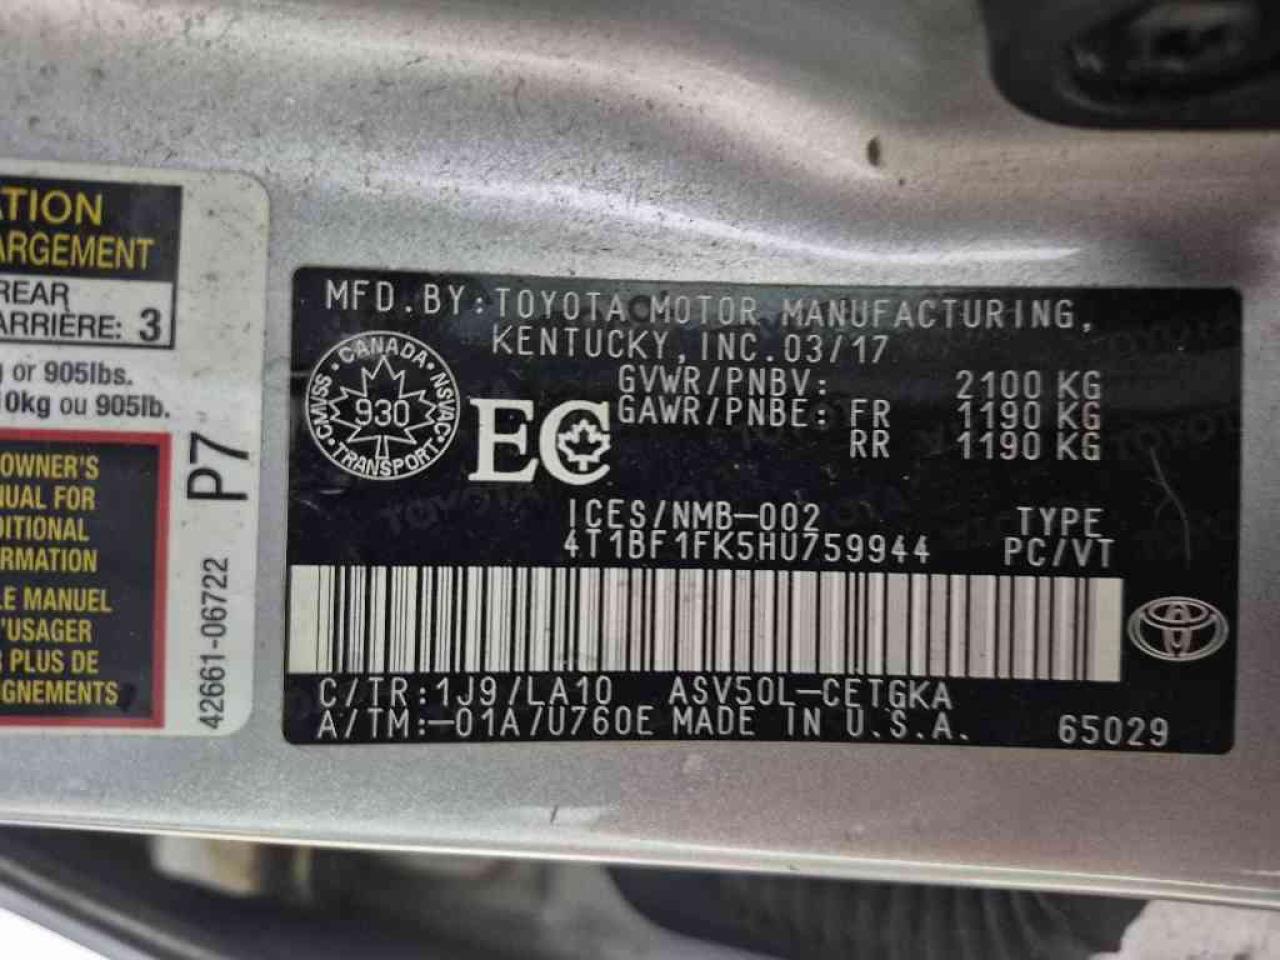 TION
ARGEMENT
REAR
ARRIÈRE: 3
or 905lbs.
0kg ou 905lb.
OWNER'S
NUAL FOR
DITIONAL
ORMATION
LE MANUEL
'USAGER
R PLUS DE
IGNEMENTS
P7
42661-06722
MFD. BY: TOYOTA MOTOR MANUFACTURING,
KENTUCKY, INC. 03/17
GVWR/PNBV: 2100 KG
GAWR/PNBE: FR 1190 KG
RR 1190 KG
CANADA
CMVSS 930 NSVAC
TRANSPORT
EC
ICES/NMB-002 TYPE
4T1BF1FK5HU759944 PC/VT
C/TR: 1J9/LA10 ASV50L-CETGKA
A/TM:-01A/U760E MADE IN U.S.A. 65029